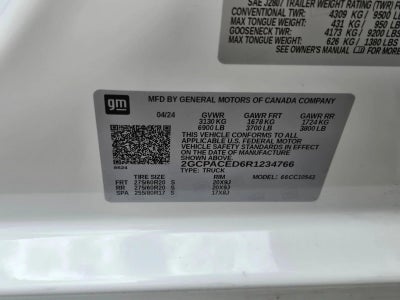 SAE J2807 TRAILER WEIGHT RATING (TWR)
CONVENTIONAL TWR: 4309 KG / 9500 LB
MAX TONGUE WEIGHT: 431 KG / 950 LB
GOOSENECK TWR: 4173 KG / 9200 LB
MAX TONGUE WEIGHT: 626 KG / 1380 LBS
SEE OWNER'S MANUAL FOR MORE INFO
gm
MFD BY GENERAL MOTORS OF CANADA COMPANY
04/24 GVWR GAWR FRT GAWR RR
3130 KG 1678 KG 1724 KG
6900 LB 3700 LB 3800 LB
THIS VEHICLE CONFORMS TO ALL APPLICABLE U.S. FEDERAL MOTOR
VEHICLE SAFETY STANDARDS IN EFFECT ON THE DATE OF
MANUFACTURE SHOWN ABOVE.
2GCPACED6R1234766
TYPE: TRUCK
TIRE SIZE RIM MODEL:
FRT 275/60R20 S 20X9J
RR 275/60R20 S 20X9J
SPA 255/80R17 S 17X8J